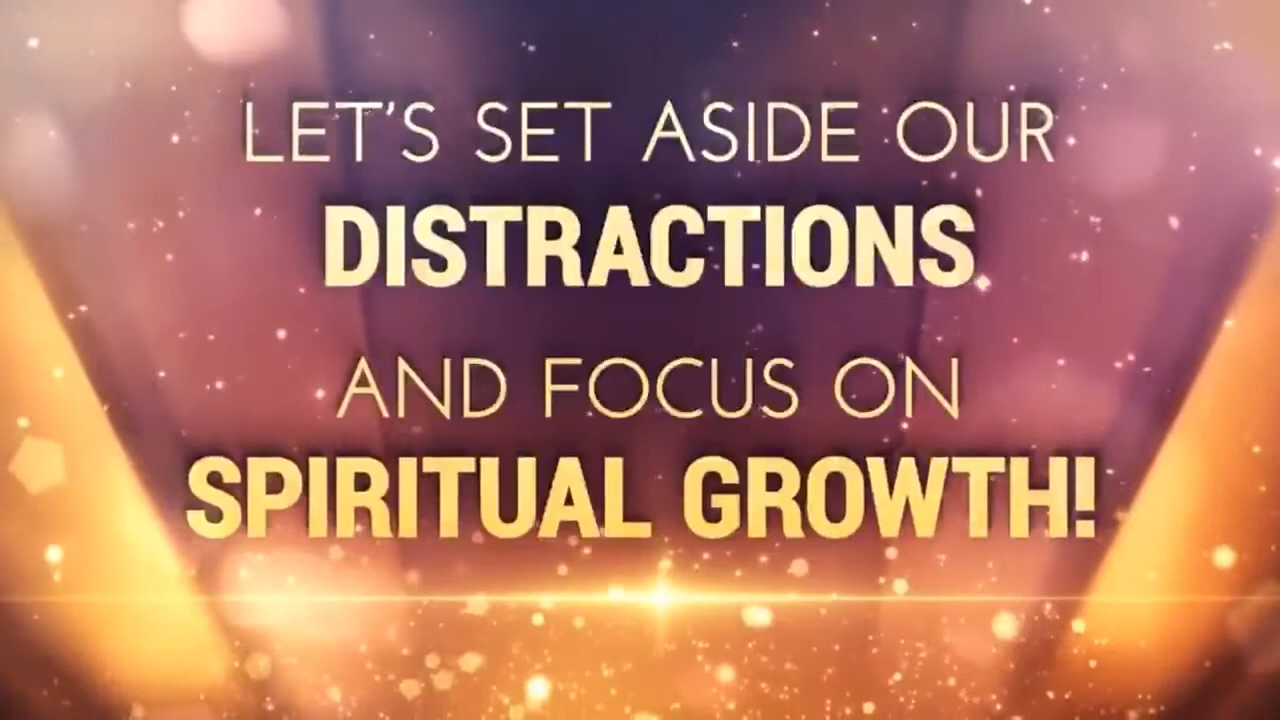 LET'S SET ASIDE OUR
DISTRACTIONS
AND FOCUS ON
SPIRITUAL GROWTH!